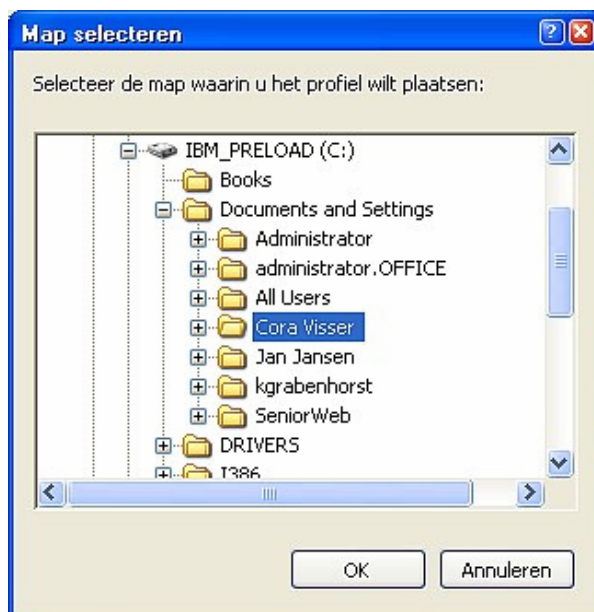 Map selecteren
Selecteer de map waarin u het profiel wilt plaatsen:
IBM_PRELOAD (C:)
Books
Documents and Settings
Administrator
administrator.OFFICE
All Users
Cora Visser
Jan Jansen
kgrabenhorst
SeniorWeb
DRIVERS
I386
OK
Annuleren